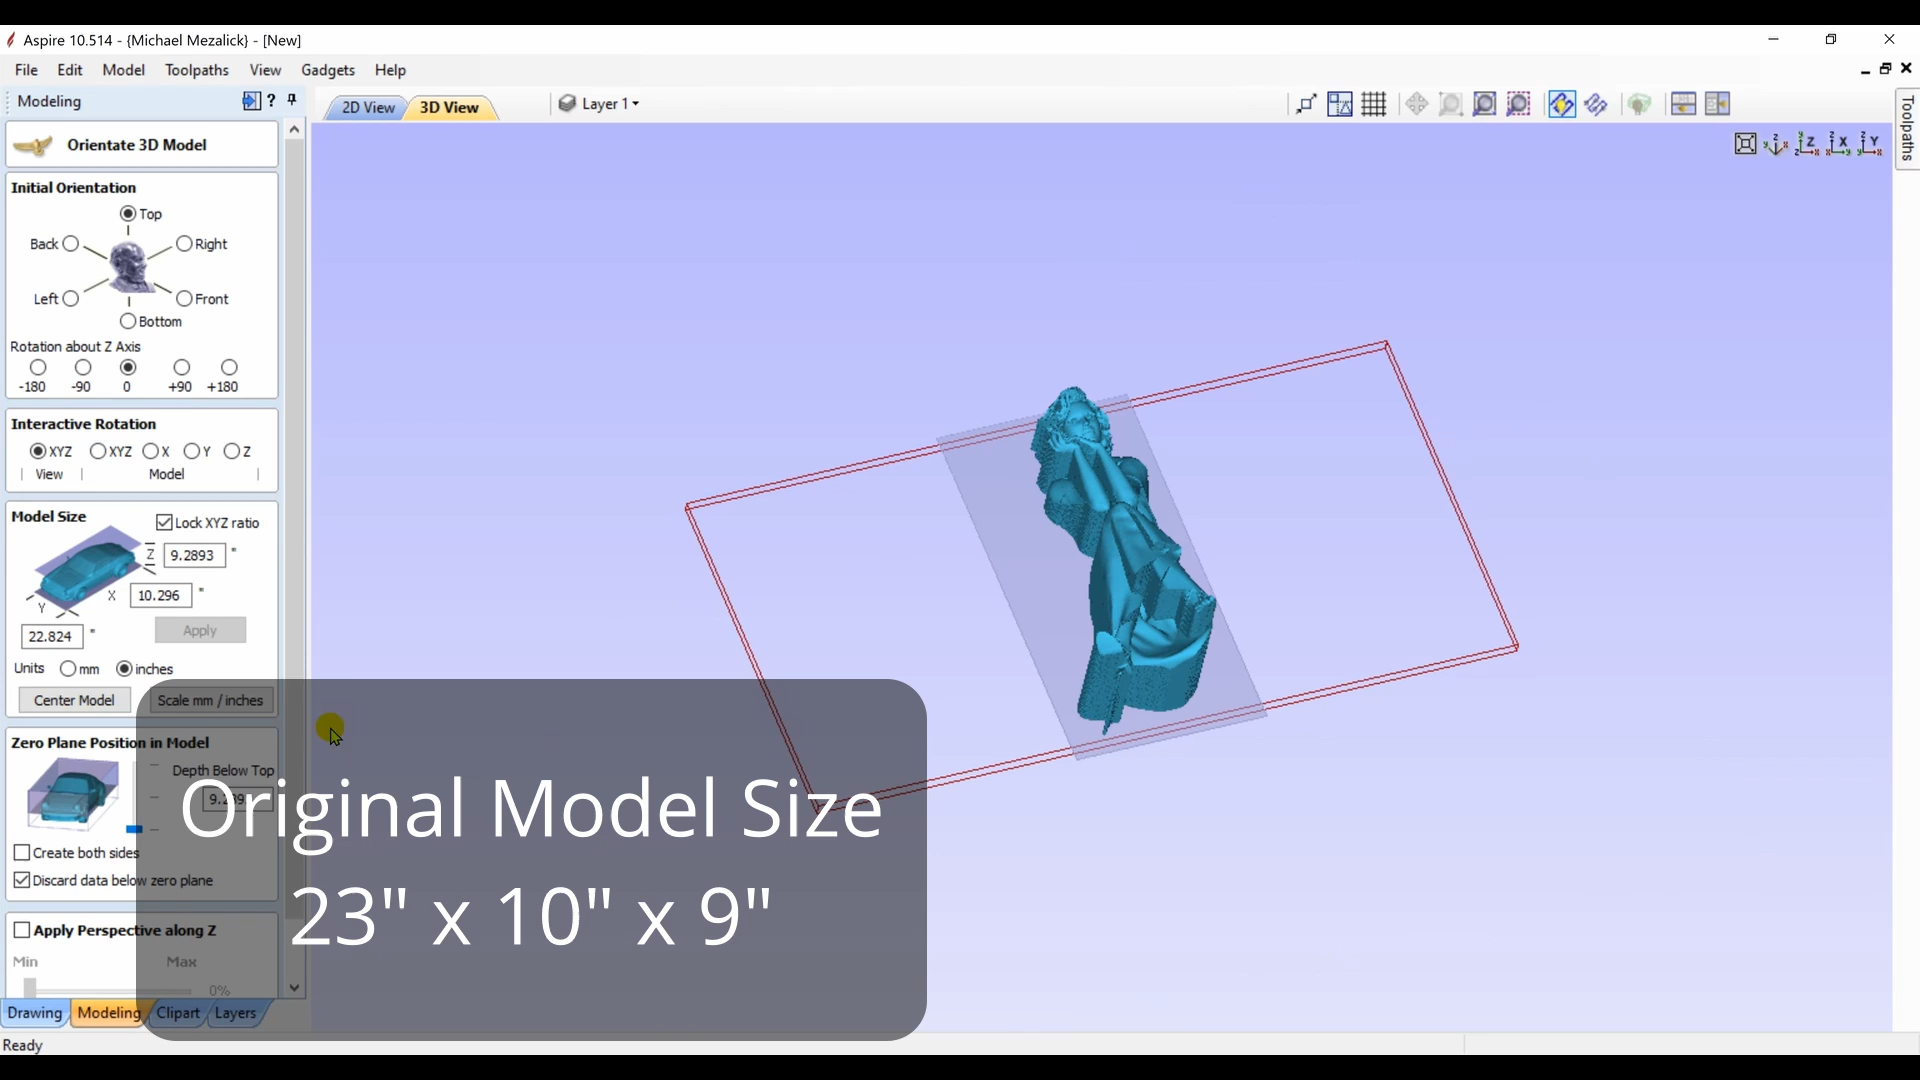 Aspire 10.514 - {Michael Mezalick} - [New]
File Edit Model Toolpaths View Gadgets Help
Modeling ?
2D View 3D View Layer 1
Toolpaths
Orientate 3D Model
Initial Orientation
Top
Back Right
Left Front
Bottom
Rotation about Z Axis
-180 -90 0 +90 +180
Interactive Rotation
XYZ XYZ X Y Z
View Model
Model Size
Lock XYZ ratio
Z 9.2893 "
X 10.296 "
Y
22.824 "
Apply
Units mm inches
Center Model Scale mm / inches
Zero Plane Position in Model
Depth Below Top
Create both sides
Discard data below zero plane
Apply Perspective along Z
Min Max
0%
Original Model Size
23" x 10" x 9"
Drawing Modeling Clipart Layers
Ready